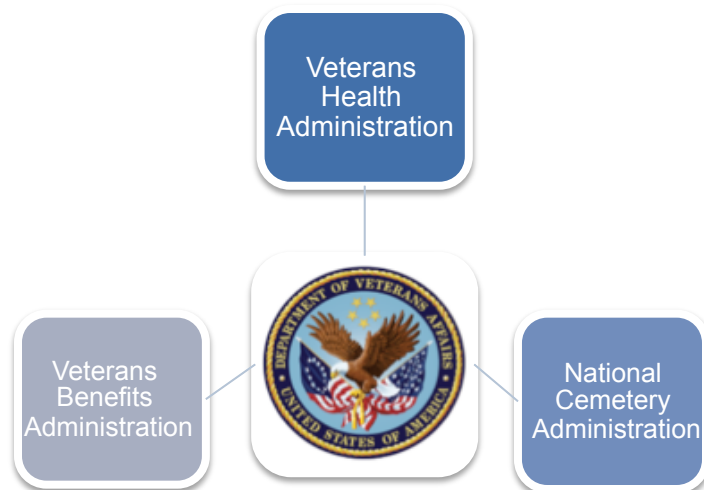 Veterans
Health
Administration
DEPARTMENT OF VETERANS AFFAIRS
UNITED STATES OF AMERICA
Veterans
Benefits
Administration
National
Cemetery
Administration